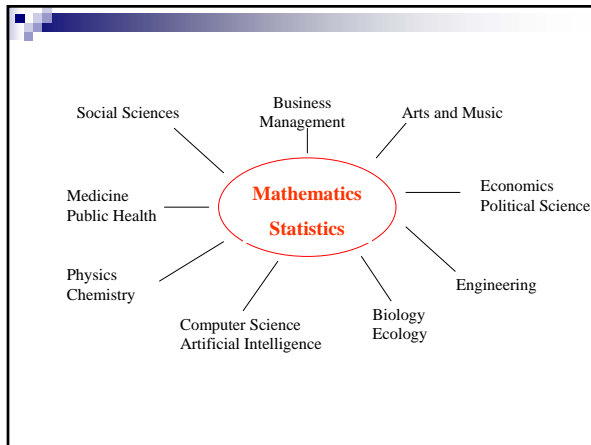 Social Sciences
Business
Management
Arts and Music
Medicine
Public Health
Mathematics
Statistics
Economics
Political Science
Physics
Chemistry
Engineering
Computer Science
Artificial Intelligence
Biology
Ecology